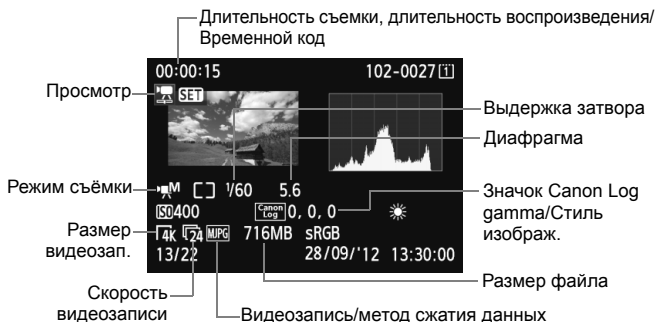 Длительность съемки, длительность воспроизведения/
Временной код
00:00:15
102-0027
Просмотр
SET
Выдержка затвора
Диафрагма
Режим съёмки
M
1/60
5.6
Значок Canon Log
gamma/Стиль
изображ.
ISO400
Canon
Log
0, 0, 0
Размер
видеозап.
4K
24
MJPG
716MB
sRGB
13/22
28/09/'12
13:30:00
Размер файла
Скорость
видеозаписи
Видеозапись/метод сжатия данных